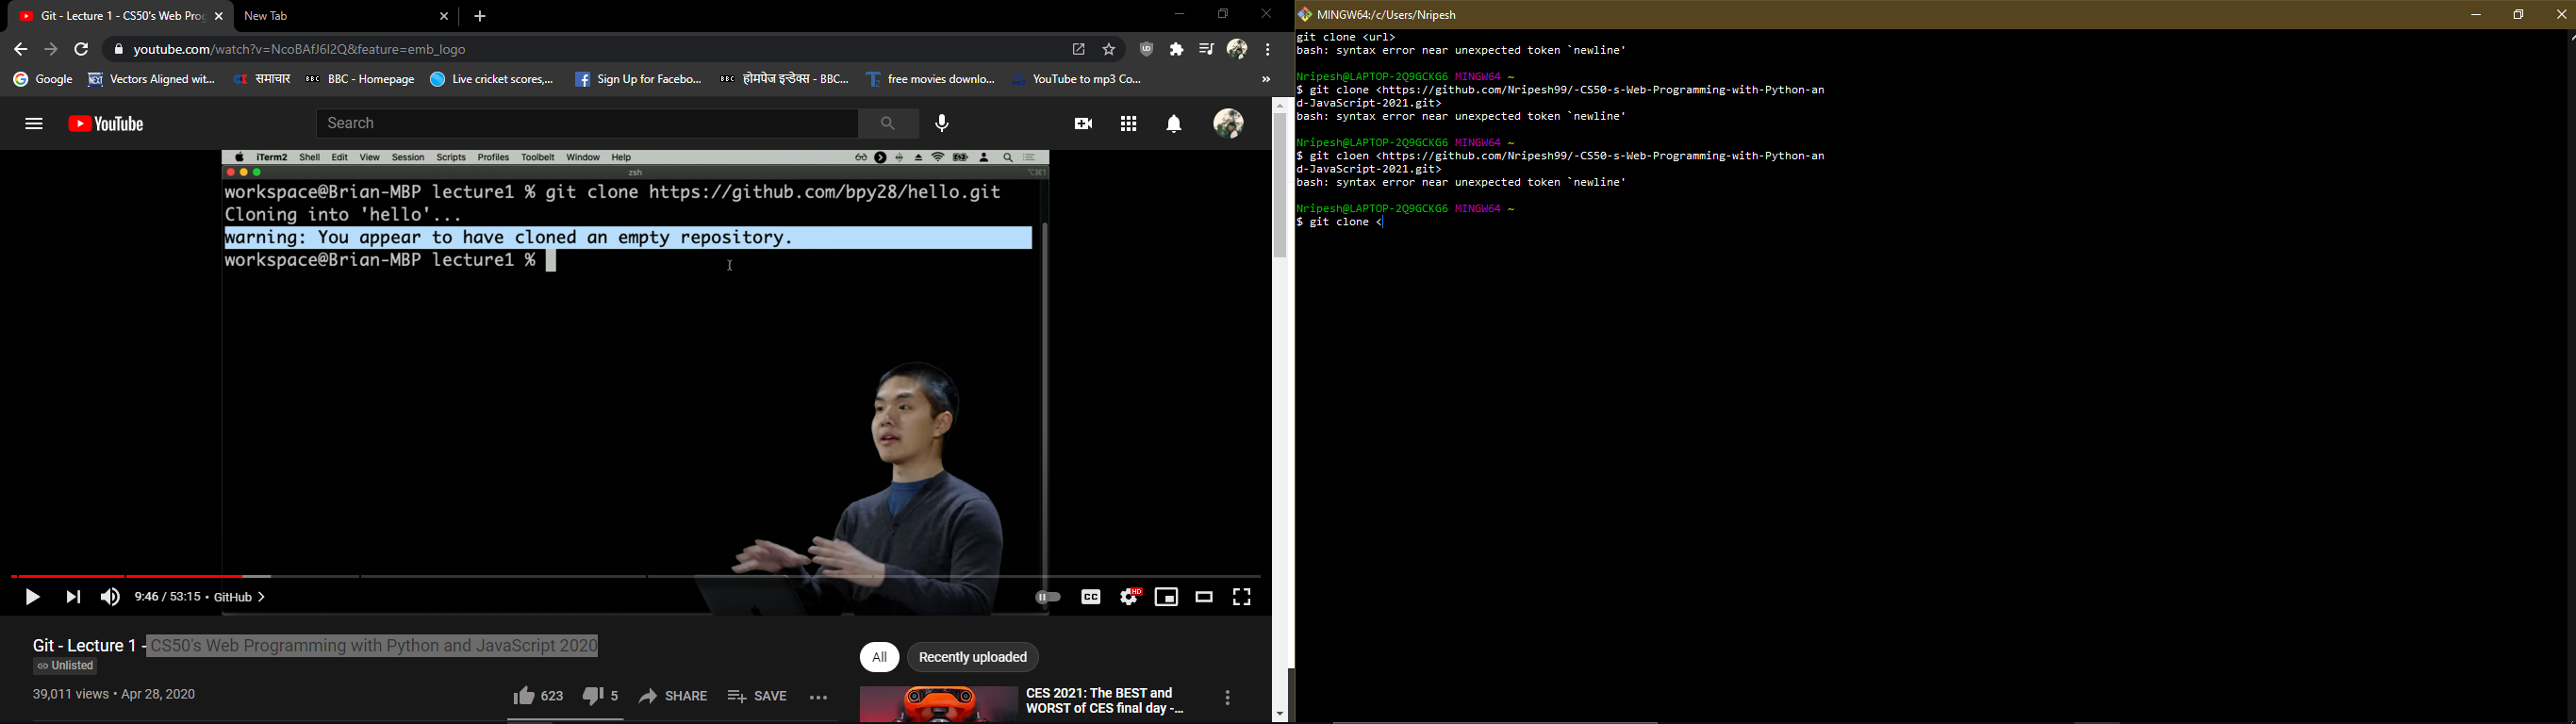 Git - Lecture 1 - CS50's Web Prog
New Tab
youtube.com/watch?v=NcoBAfJ6I2Q&feature=emb_logo
Google
Vectors Aligned wit...
समाचार
BBC - Homepage
Live cricket scores,...
Sign Up for Facebo...
होमपेज इन्डेक्स - BBC...
free movies downlo...
YouTube to mp3 Co...
»
YouTube
Search
iTerm2 Shell Edit View Session Scripts Profiles Toolbelt Window Help
zsh
workspace@Brian-MBP lecture1 % git clone https://github.com/bpy28/hello.git
Cloning into 'hello'...
warning: You appear to have cloned an empty repository.
workspace@Brian-MBP lecture1 %
9:46 / 53:15 • GitHub >
CC
HD
Git - Lecture 1 - CS50's Web Programming with Python and JavaScript 2020
Unlisted
39,011 views • Apr 28, 2020
623
5
SHARE
SAVE
All
Recently uploaded
CES 2021: The BEST and
WORST of CES final day -...
MINGW64:/c/Users/Nripesh
git clone <url>
bash: syntax error near unexpected token `newline'
Nripesh@LAPTOP-2Q9GCKG6 MINGW64 ~
$ git clone <https://github.com/Nripesh99/-CS50-s-Web-Programming-with-Python-an
d-JavaScript-2021.git>
bash: syntax error near unexpected token `newline'
Nripesh@LAPTOP-2Q9GCKG6 MINGW64 ~
$ git cloen <https://github.com/Nripesh99/-CS50-s-Web-Programming-with-Python-an
d-JavaScript-2021.git>
bash: syntax error near unexpected token `newline'
Nripesh@LAPTOP-2Q9GCKG6 MINGW64 ~
$ git clone <